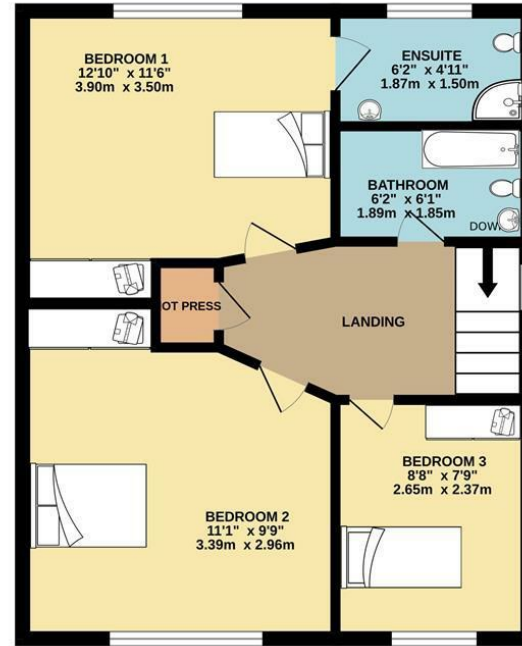 BEDROOM 1
12'10" x 11'6"
3.90m x 3.50m
ENSUITE
6'2" x 4'11"
1.87m x 1.50m
BATHROOM
6'2" x 6'1"
1.89m x 1.85m
DOW
OT PRESS
LANDING
BEDROOM 2
11'1" x 9'9"
3.39m x 2.96m
BEDROOM 3
8'8" x 7'9"
2.65m x 2.37m